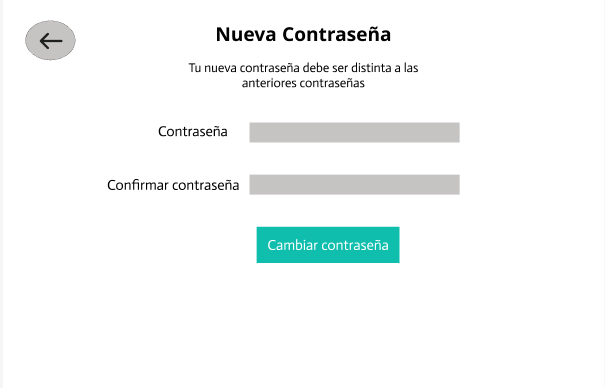 Nueva Contraseña
Tu nueva contraseña debe ser distinta a las
anteriores contraseñas
Contraseña
Confirmar contraseña
Cambiar contraseña